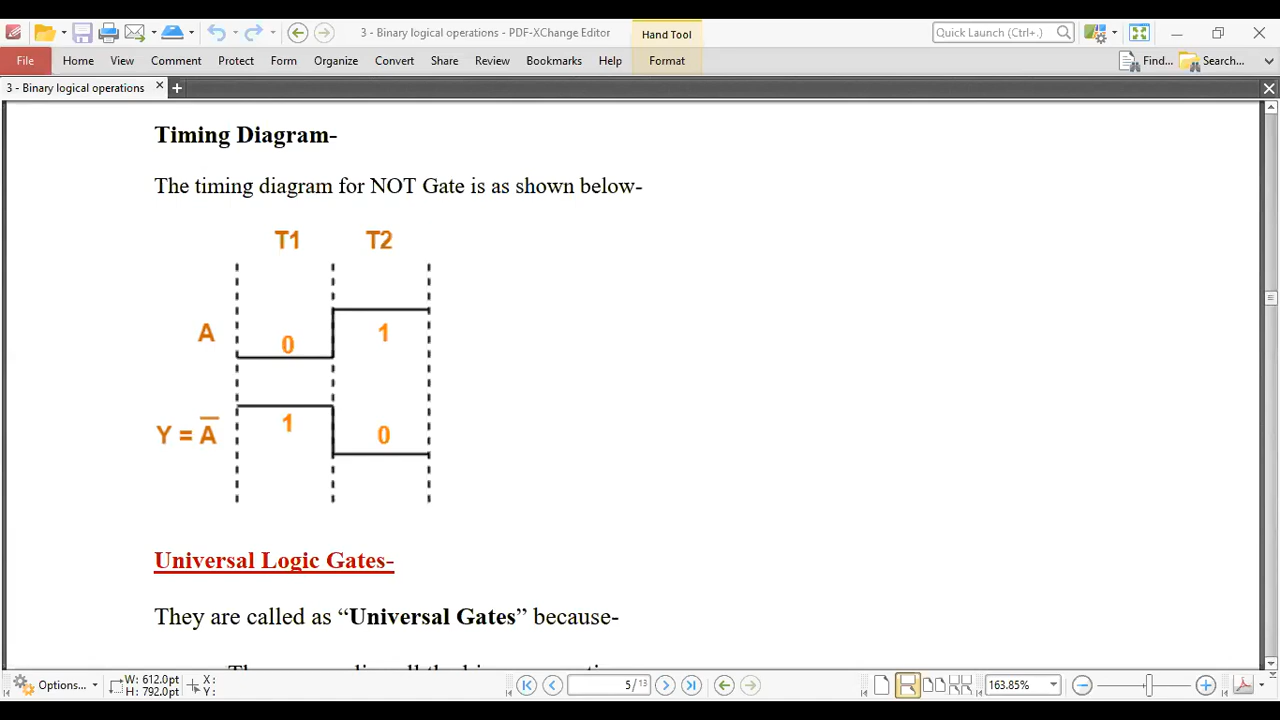 3 - Binary logical operations - PDF-XChange Editor
Hand Tool
Quick Launch (Ctrl+.)
File Home View Comment Protect Form Organize Convert Share Review Bookmarks Help Format Find... Search...
3 - Binary logical operations
Timing Diagram-
The timing diagram for NOT Gate is as shown below-
T1 T2
A 0 1
Y = A̅ 1 0
Universal Logic Gates-
They are called as “Universal Gates” because-
Options... W: 612.0pt X: 5 / 13 163.85%
H: 792.0pt Y: